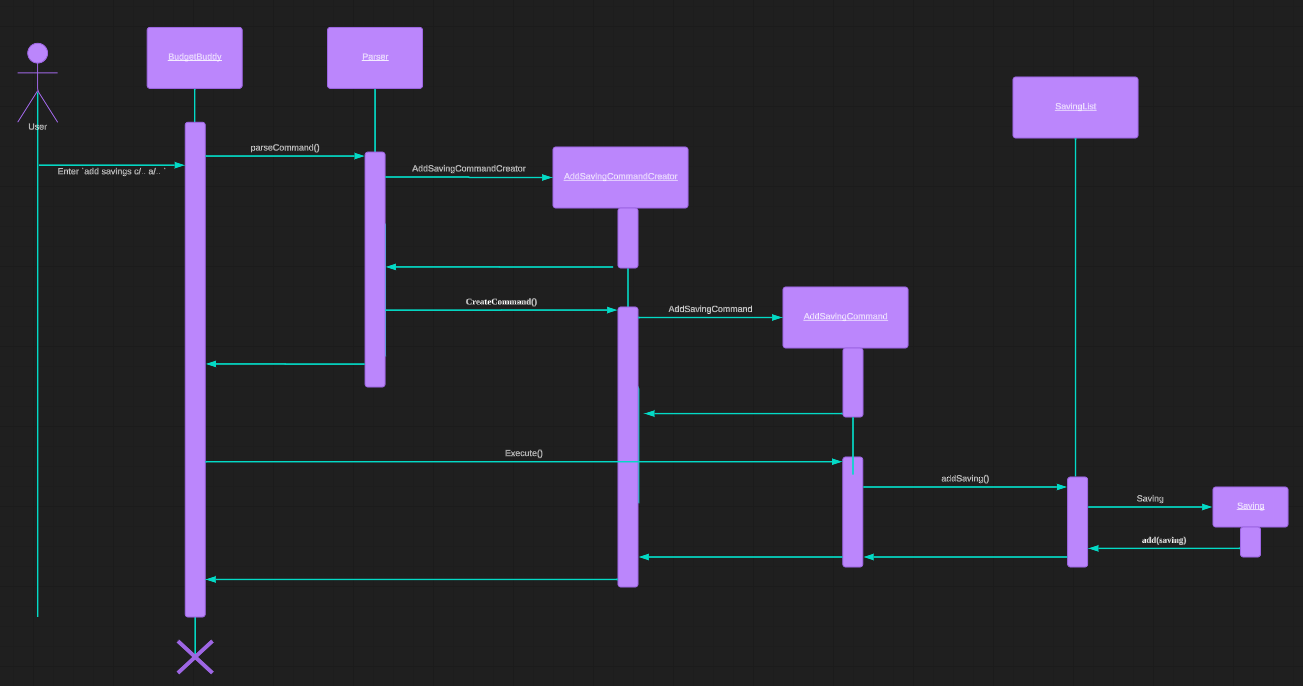 BudgetBuddy
Parser
SavingList
User
parseCommand()
Enter `add savings c/.. a/.. `
AddSavingCommandCreator
AddSavingCommandCreator
CreateCommand()
AddSavingCommand
AddSavingCommand
Execute()
addSaving()
Saving
Saving
add(saving)